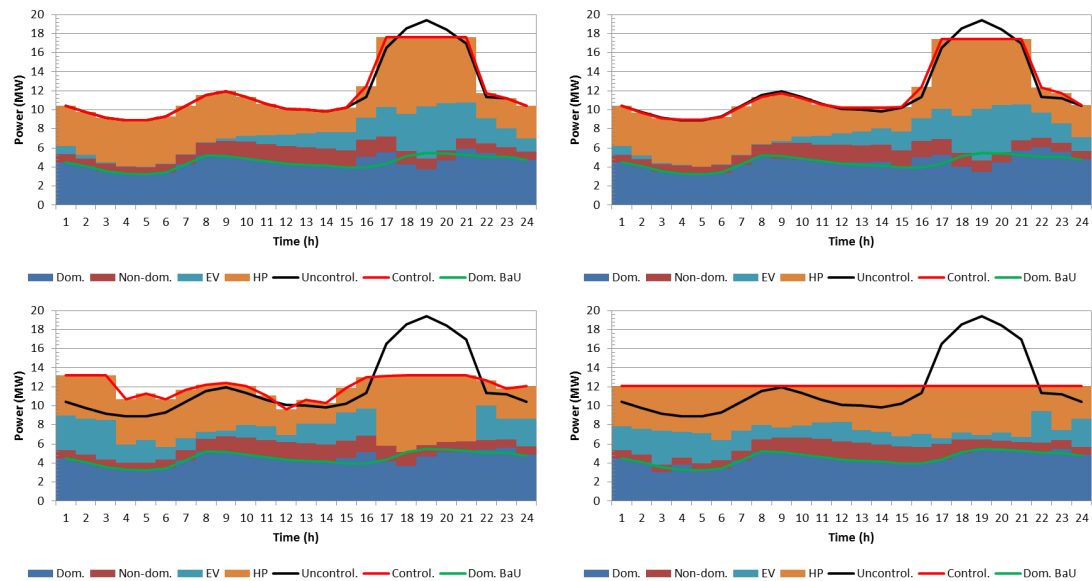 20
18
16
14
12
10
8
6
4
2
0
Power (MW)
1 2 3 4 5 6 7 8 9 10 11 12 13 14 15 16 17 18 19 20 21 22 23 24
Time (h)
Dom. Non-dom. EV HP Uncontrol. Control. Dom. BaU
20
18
16
14
12
10
8
6
4
2
0
Power (MW)
1 2 3 4 5 6 7 8 9 10 11 12 13 14 15 16 17 18 19 20 21 22 23 24
Time (h)
Dom. Non-dom. EV HP Uncontrol. Control. Dom. BaU
20
18
16
14
12
10
8
6
4
2
0
Power (MW)
1 2 3 4 5 6 7 8 9 10 11 12 13 14 15 16 17 18 19 20 21 22 23 24
Time (h)
Dom. Non-dom. EV HP Uncontrol. Control. Dom. BaU
20
18
16
14
12
10
8
6
4
2
0
Power (MW)
1 2 3 4 5 6 7 8 9 10 11 12 13 14 15 16 17 18 19 20 21 22 23 24
Time (h)
Dom. Non-dom. EV HP Uncontrol. Control. Dom. BaU